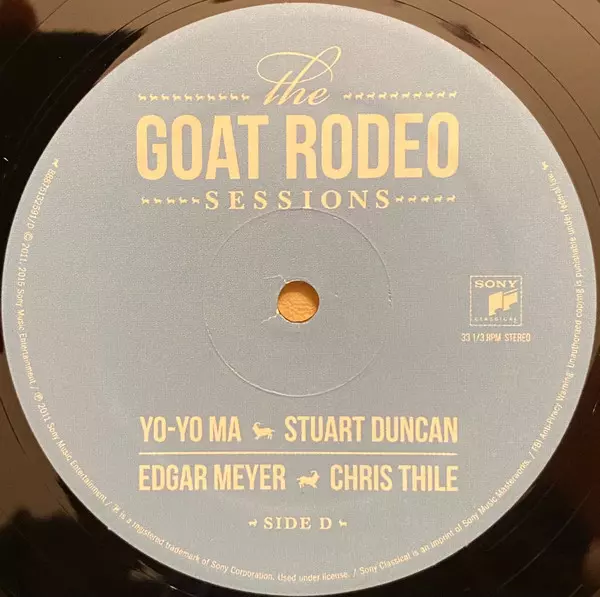 The
GOAT RODEO
SESSIONS
SONY
CLASSICAL
33 1/3 RPM STEREO
YO-YO MA STUART DUNCAN
EDGAR MEYER CHRIS THILE
SIDE D
88875132591/D © 2011, 2015 Sony Music Entertainment / ℗ 2011 Sony Music Entertainment / ® is a registered trademark of Sony Corporation. Used under license. / Sony Classical is an imprint of Sony Music Masterworks. / FBI Anti-Piracy Warning: Unauthorized copying is punishable under federal law.